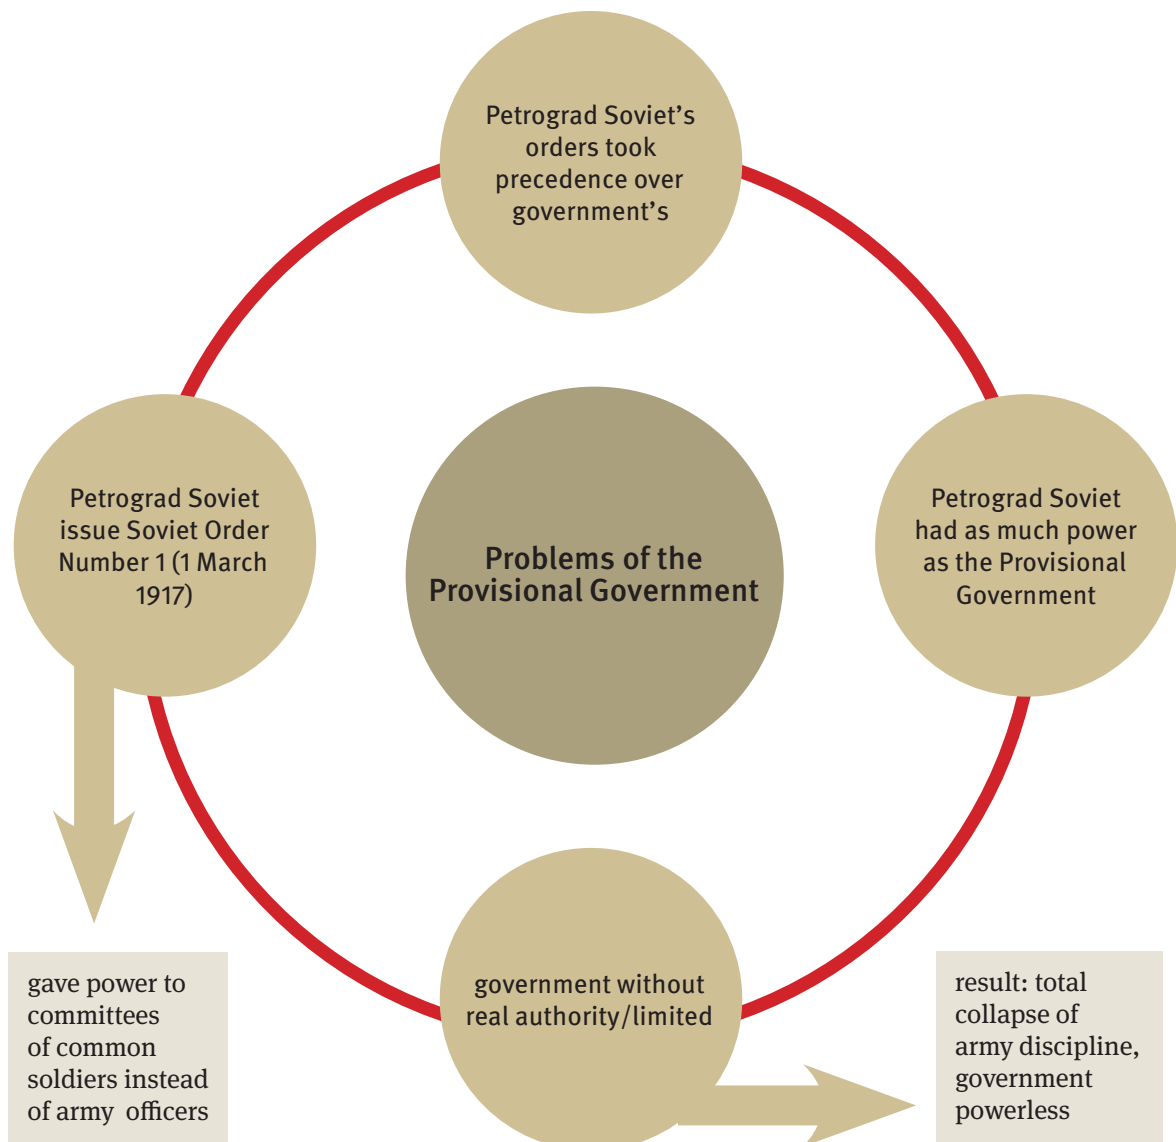 Petrograd Soviet's
orders took
precedence over
government's
Petrograd Soviet
issue Soviet Order
Number 1 (1 March
1917)
Problems of the
Provisional Government
Petrograd Soviet
had as much power
as the Provisional
Government
government without
real authority/limited
gave power to
committees
of common
soldiers instead
of army officers
result: total
collapse of
army discipline,
government
powerless